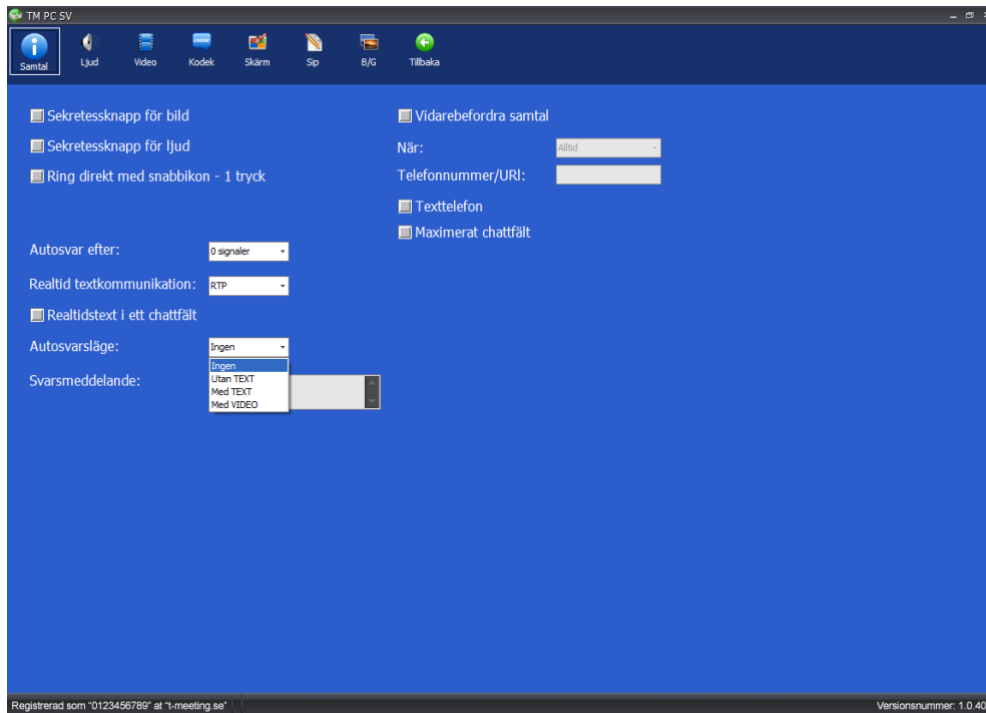 TM PC SV
Samtal
Ljud
Video
Kodek
Skärm
Sip
B/G
Tillbaka
Sekretessknapp för bild
Sekretessknapp för ljud
Ring direkt med snabbikon - 1 tryck
Autosvar efter:
0 signaler
Realtid textkommunikation:
RTP
Realtidstext i ett chattfält
Autosvarsläge:
Ingen
Ingen
Utan TEXT
Med TEXT
Med VIDEO
Svarsmeddelande:
Vidarebefordra samtal
När:
Alltid
Telefonnummer/URI:
Texttelefon
Maximerat chattfält
Registrerad som "0123456789" at "t-meeting.se"
Versionsnummer: 1.0.40